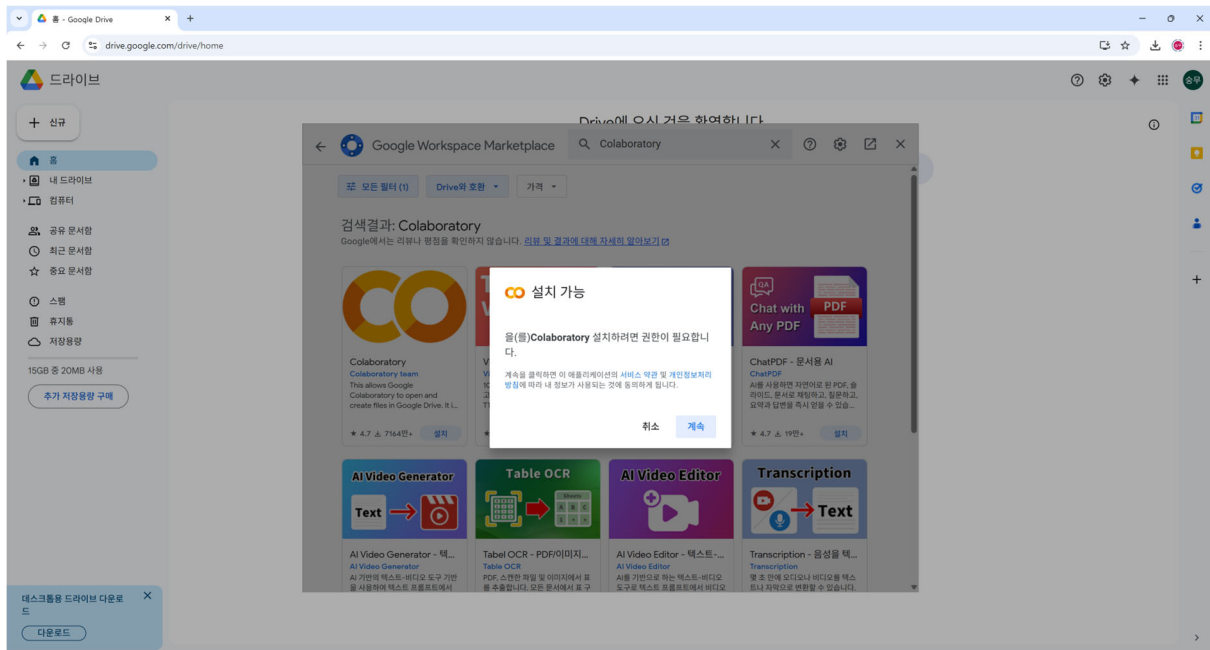 홈 - Google Drive
drive.google.com/drive/home
드라이브
승무
신규
홈
내 드라이브
컴퓨터
공유 문서함
최근 문서함
중요 문서함
스팸
휴지통
저장용량
15GB 중 20MB 사용
추가 저장용량 구매
데스크톱용 드라이브 다운로
드
다운로드
Drive에 오신 것을 환영합니다
Google Workspace Marketplace
Colaboratory
모든 필터 (1)
Drive와 호환
가격
검색결과: Colaboratory
Google에서는 리뷰나 평점을 확인하지 않습니다. 리뷰 및 결과에 대해 자세히 알아보기
설치 가능
을(를)Colaboratory 설치하려면 권한이 필요합니
다.
계속을 클릭하면 이 애플리케이션의 서비스 약관 및 개인정보처리
방침에 따라 내 정보가 사용되는 것에 동의하게 됩니다.
취소
계속
Colaboratory
Colaboratory team
This allows Google
Colaboratory to open and
create files in Google Drive. It i...
4.7 7164만+
설치
QA
Chat with PDF
Any PDF
ChatPDF - 문서용 AI
ChatPDF
AI를 사용하면 자연어로 된 PDF, 슬
라이드, 문서로 채팅하고, 질문하고,
요약과 답변을 즉시 얻을 수 있습...
4.7 19만+
설치
AI Video Generator
Text
AI Video Generator - 텍...
AI Video Generator
AI 기반의 텍스트-비디오 도구 기반
을 사용하여 텍스트 프롬프트에서
Table OCR
Sheets
A B C
Tabel OCR - PDF/이미지...
Table OCR
PDF, 스캔한 파일 및 이미지에서 표
를 추출합니다. 모든 문서에서 표 구
AI Video Editor
AI Video Editor - 텍스트-...
AI Video Editor
AI를 기반으로 하는 텍스트-비디오
도구로 텍스트 프롬프트에서 비디오
Transcription
Text
Transcription - 음성을 텍...
Transcription
몇 초 만에 오디오나 비디오를 텍스
트나 자막으로 변환할 수 있습니다.